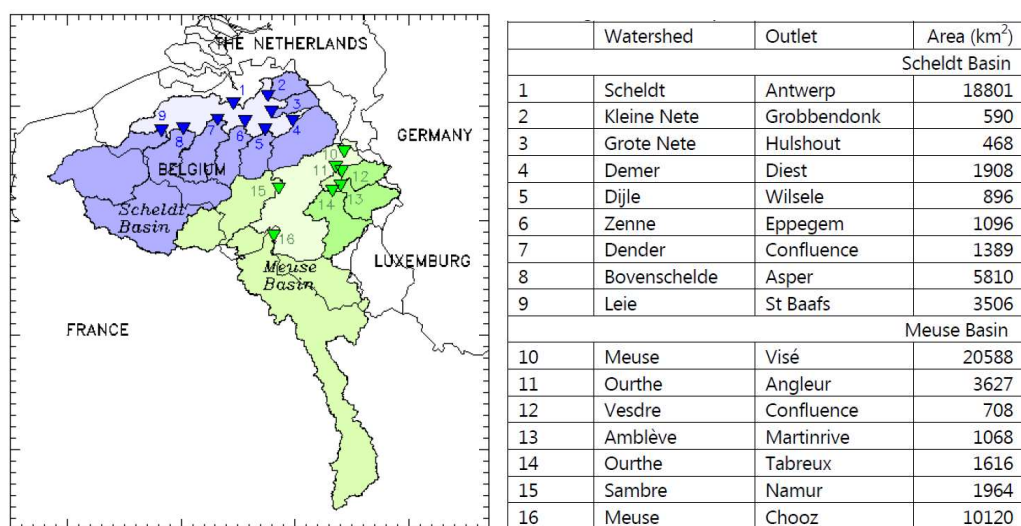 THE NETHERLANDS
1
2
3
9
7
6
4
8
5
GERMANY
10
BELGIUM
11
12
15
13
14
Scheldt
Basin
16
LUXEMBURG
Meuse
Basin
FRANCE
Watershed Outlet Area (km²)
Scheldt Basin
1 Scheldt Antwerp 18801
2 Kleine Nete Grobbendonk 590
3 Grote Nete Hulshout 468
4 Demer Diest 1908
5 Dijle Wilsele 896
6 Zenne Eppegem 1096
7 Dender Confluence 1389
8 Bovenschelde Asper 5810
9 Leie St Baafs 3506
Meuse Basin
10 Meuse Visé 20588
11 Ourthe Angleur 3627
12 Vesdre Confluence 708
13 Amblève Martinrive 1068
14 Ourthe Tabreux 1616
15 Sambre Namur 1964
16 Meuse Chooz 10120